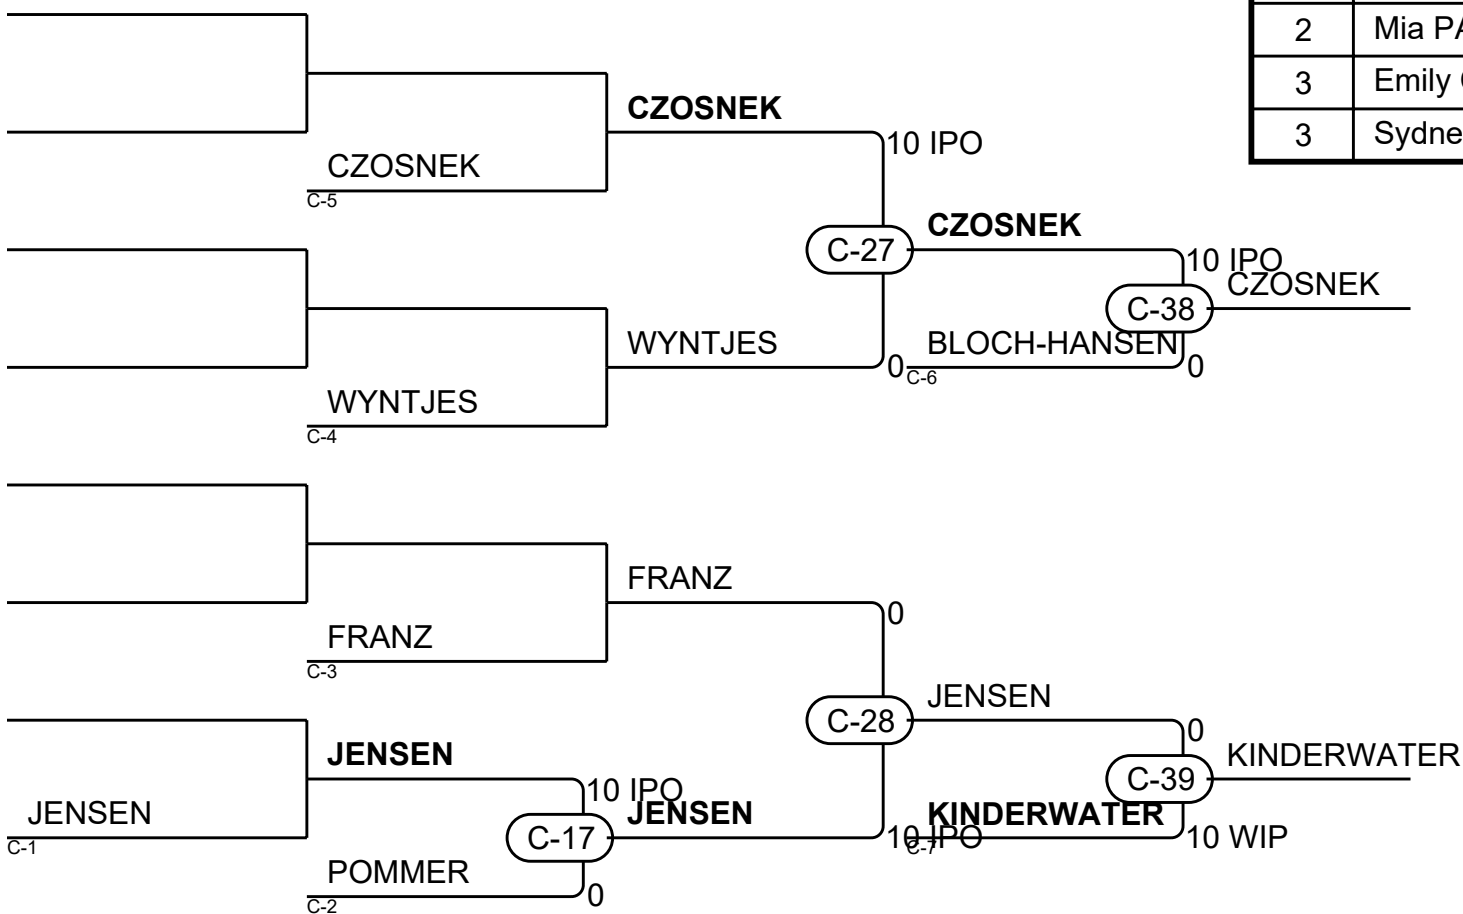 2 Mia PA
3 Emily
3 Sydne
CZOSNEK
10 IPO
CZOSNEK
C-5
CZOSNEK
C-27
10 IPO
CZOSNEK
C-38
WYNTJES
BLOCH-HANSEN
0
C-6
0
WYNTJES
C-4
FRANZ
0
FRANZ
C-3
JENSEN
C-28
0
JENSEN
KINDERWATER
C-39
10 IPO
JENSEN
JENSEN
KINDERWATER
C-17
C-1
10 IPO
C-7
10 WIP
POMMER
0
C-2